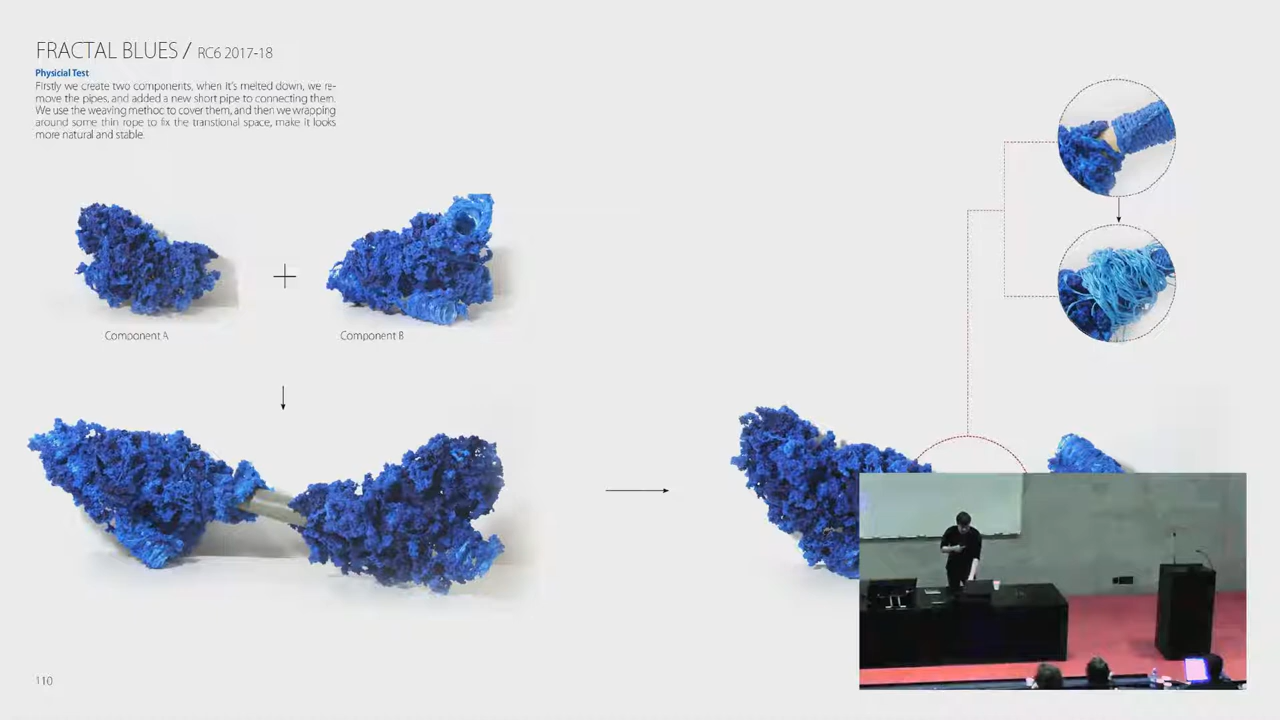 FRACTAL BLUES / RC6 2017-18
Physicial Test
Firstly we create two components, when it's melted down, we re-
move the pipes, and added a new short pipe to connecting them.
We use the weaving method to cover them, and then we wrapping
around some thin rope to fix the transtional space, make it looks
more natural and stable.
Component A
Component B
110